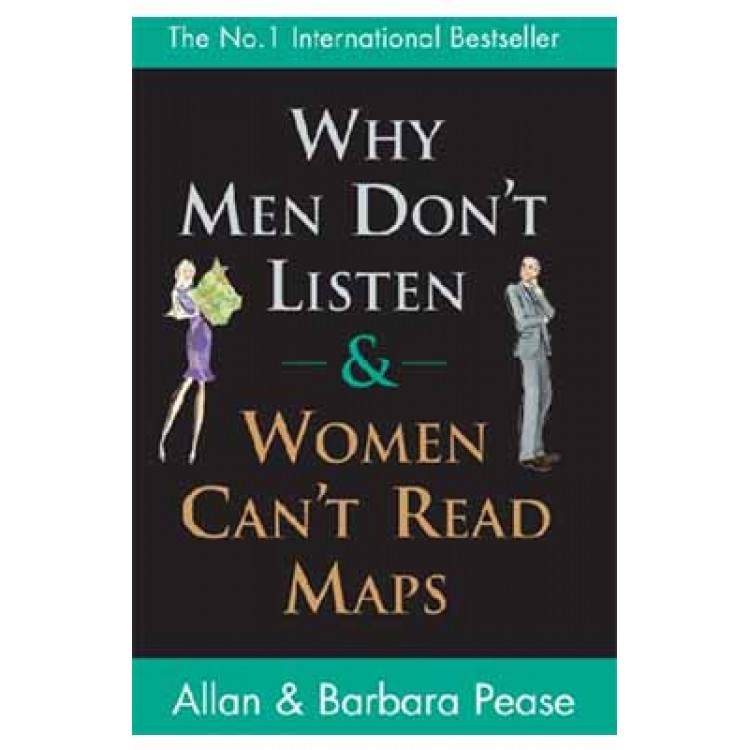 The No.1 International Bestseller
WHY
MEN DON'T
LISTEN
&
WOMEN
CAN'T READ
MAPS
Allan & Barbara Pease